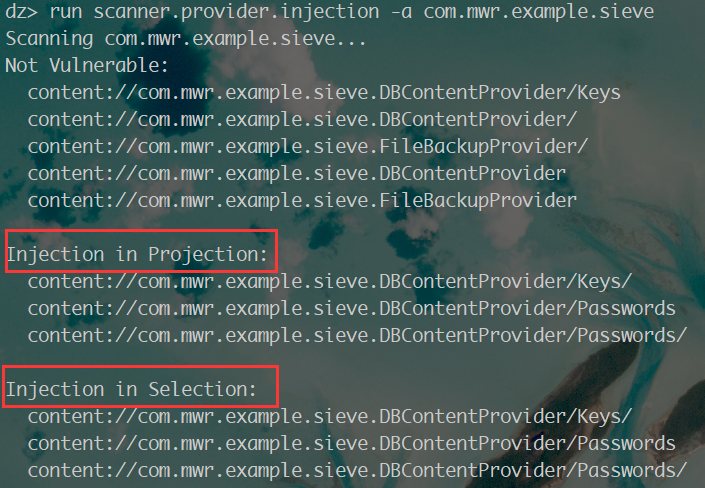 dz> run scanner.provider.injection -a com.mwr.example.sieve
Scanning com.mwr.example.sieve...
Not Vulnerable:
  content://com.mwr.example.sieve.DBContentProvider/Keys
  content://com.mwr.example.sieve.DBContentProvider/
  content://com.mwr.example.sieve.FileBackupProvider/
  content://com.mwr.example.sieve.DBContentProvider
  content://com.mwr.example.sieve.FileBackupProvider
Injection in Projection:
  content://com.mwr.example.sieve.DBContentProvider/Keys/
  content://com.mwr.example.sieve.DBContentProvider/Passwords
  content://com.mwr.example.sieve.DBContentProvider/Passwords/
Injection in Selection:
  content://com.mwr.example.sieve.DBContentProvider/Keys/
  content://com.mwr.example.sieve.DBContentProvider/Passwords
  content://com.mwr.example.sieve.DBContentProvider/Passwords/